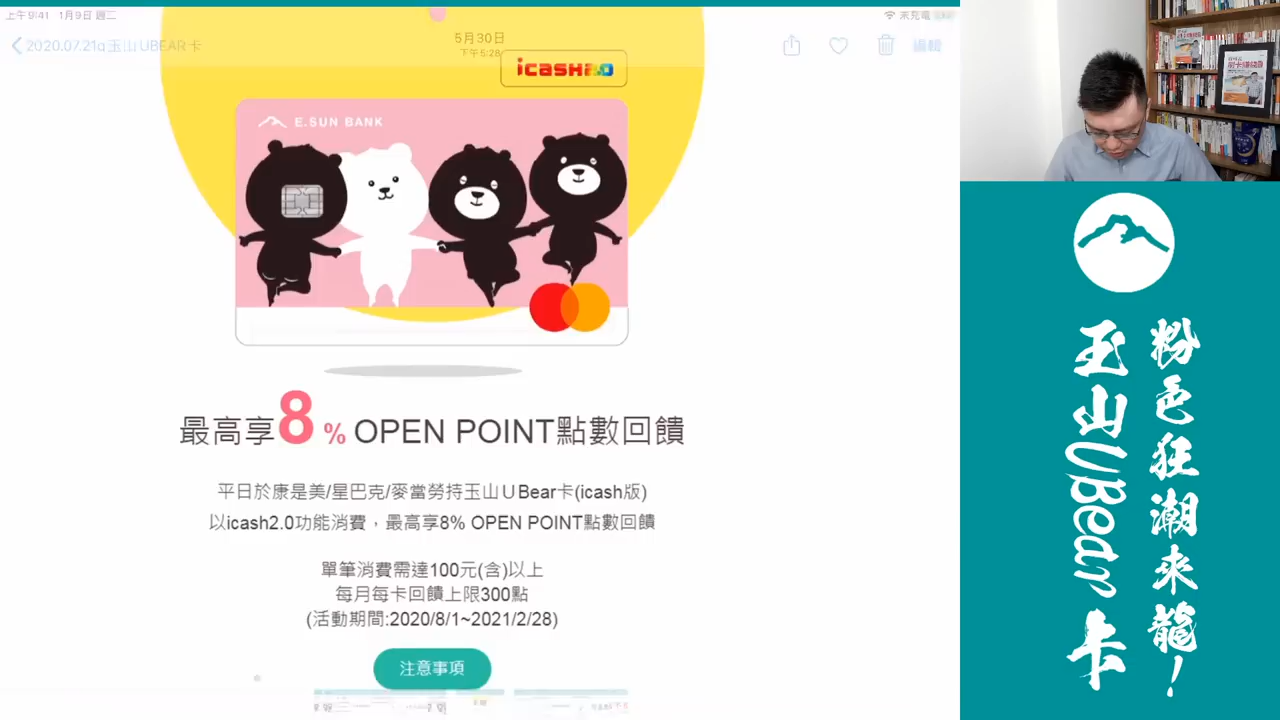 上午9:41 1月9日 週二
未充電
2020.07.21a玉山UBEAR卡
5月30日
下午5:28
編輯
icash2.0
E.SUN BANK
最高享8% OPEN POINT點數回饋
平日於康是美/星巴克/麥當勞持玉山U Bear卡(icash版)
以icash2.0功能消費，最高享8% OPEN POINT點數回饋
單筆消費需達100元(含)以上
每月每卡回饋上限300點
(活動期間:2020/8/1~2021/2/28)
注意事項
粉色狂潮來龍!
玉山UBear卡